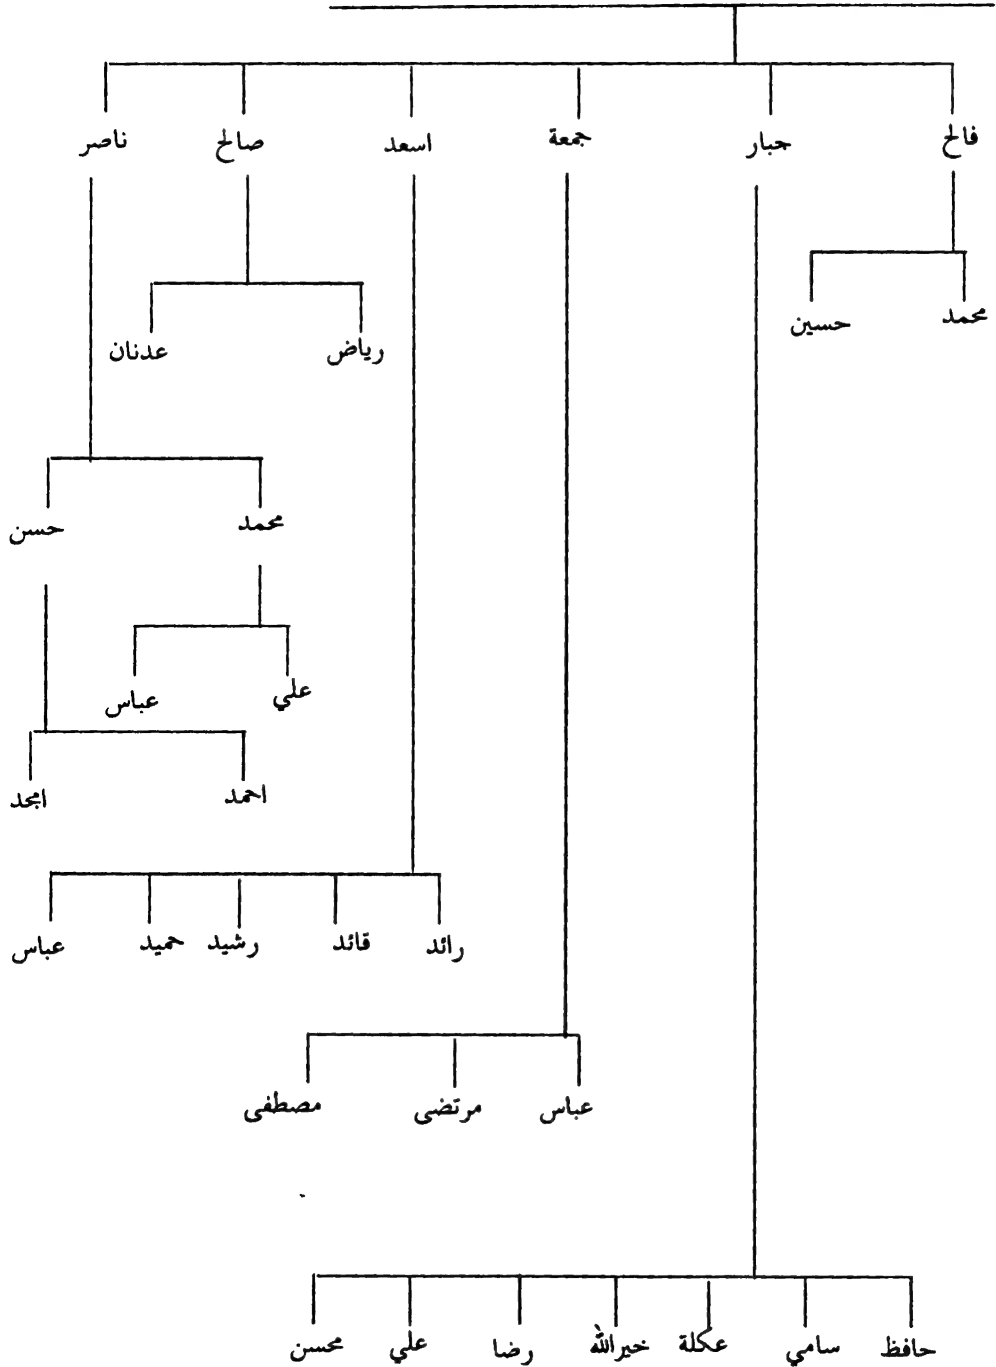 فالح حبار جمعة اسعد صالح ناصر
محمد حسين
رياض عدنان
محمد حسن
علي عباس
احمد امجد
رائد قائد رشيد حميد عباس
عباس مرتضى مصطفى
حافظ سامي عكلة خيرالله رضا علي محسن